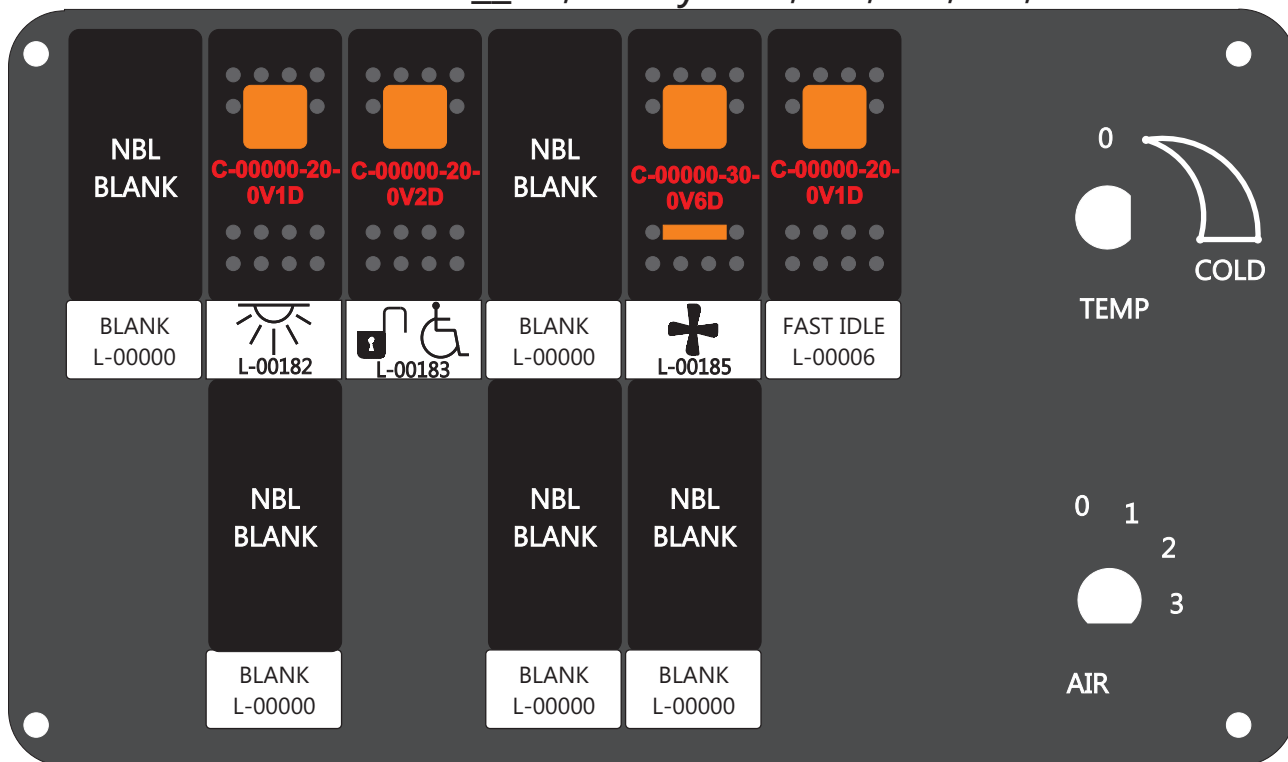 NBL
BLANK
C-00000-20-
0V1D
C-00000-20-
0V2D
NBL
BLANK
C-00000-30-
0V6D
C-00000-20-
0V1D
0
COLD
TEMP
BLANK
L-00000
L-00182
L-00183
BLANK
L-00000
L-00185
FAST IDLE
L-00006
NBL
BLANK
NBL
BLANK
NBL
BLANK
0
1
2
3
AIR
BLANK
L-00000
BLANK
L-00000
BLANK
L-00000